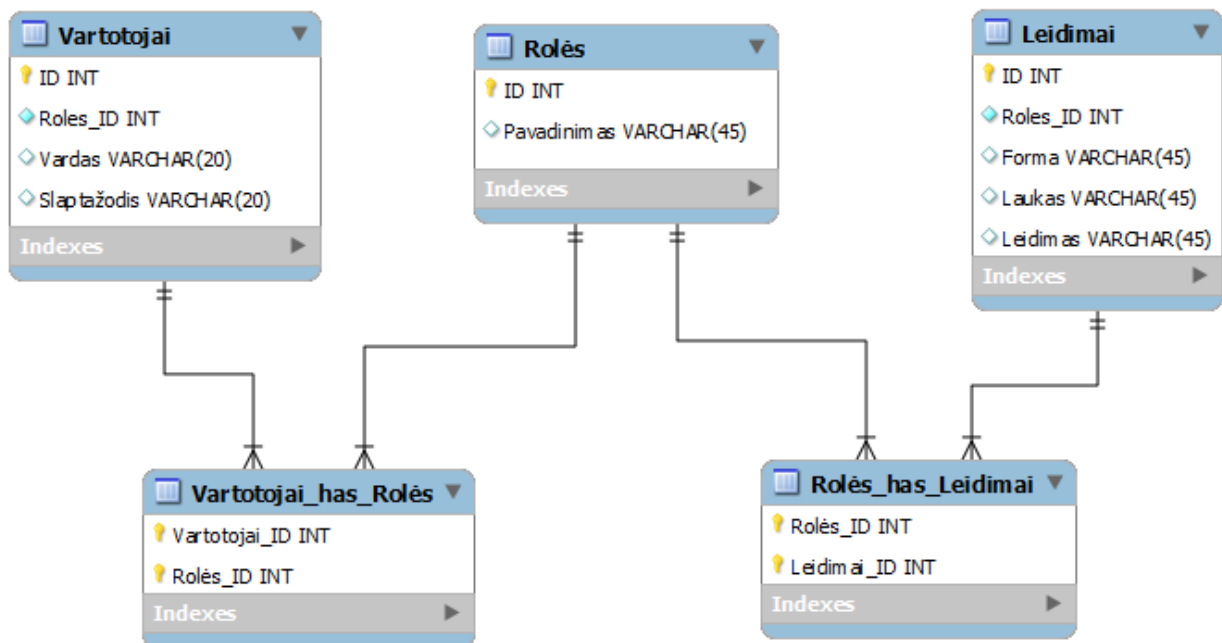 Vartotojai
ID INT
Roles_ID INT
Vardas VARCHAR(20)
Slaptažodis VARCHAR(20)
Indexes
Rolės
ID INT
Pavadinimas VARCHAR(45)
Indexes
Leidimai
ID INT
Roles_ID INT
Forma VARCHAR(45)
Laukas VARCHAR(45)
Leidimas VARCHAR(45)
Indexes
Vartotojai_has_Rolės
Vartotojai_ID INT
Rolės_ID INT
Indexes
Rolės_has_Leidimai
Rolės_ID INT
Leidimai_ID INT
Indexes